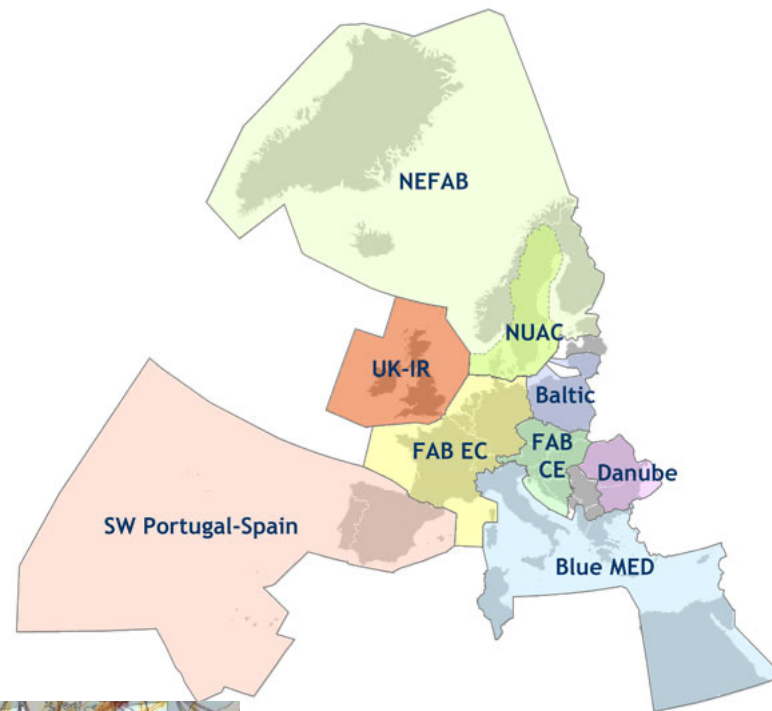 NEFAB
NUAC
UK-IR
Baltic
FAB EC
FAB
CE
Danube
SW Portugal-Spain
Blue MED